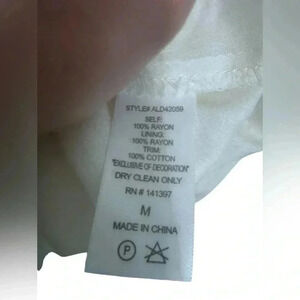 STYLE# ALD42059
SELF:
100% RAYON
LINING:
100% RAYON
TRIM:
100% COTTON
"EXCLUSIVE OF DECORATION"
DRY CLEAN ONLY
RN # 141397
M
MADE IN CHINA
P